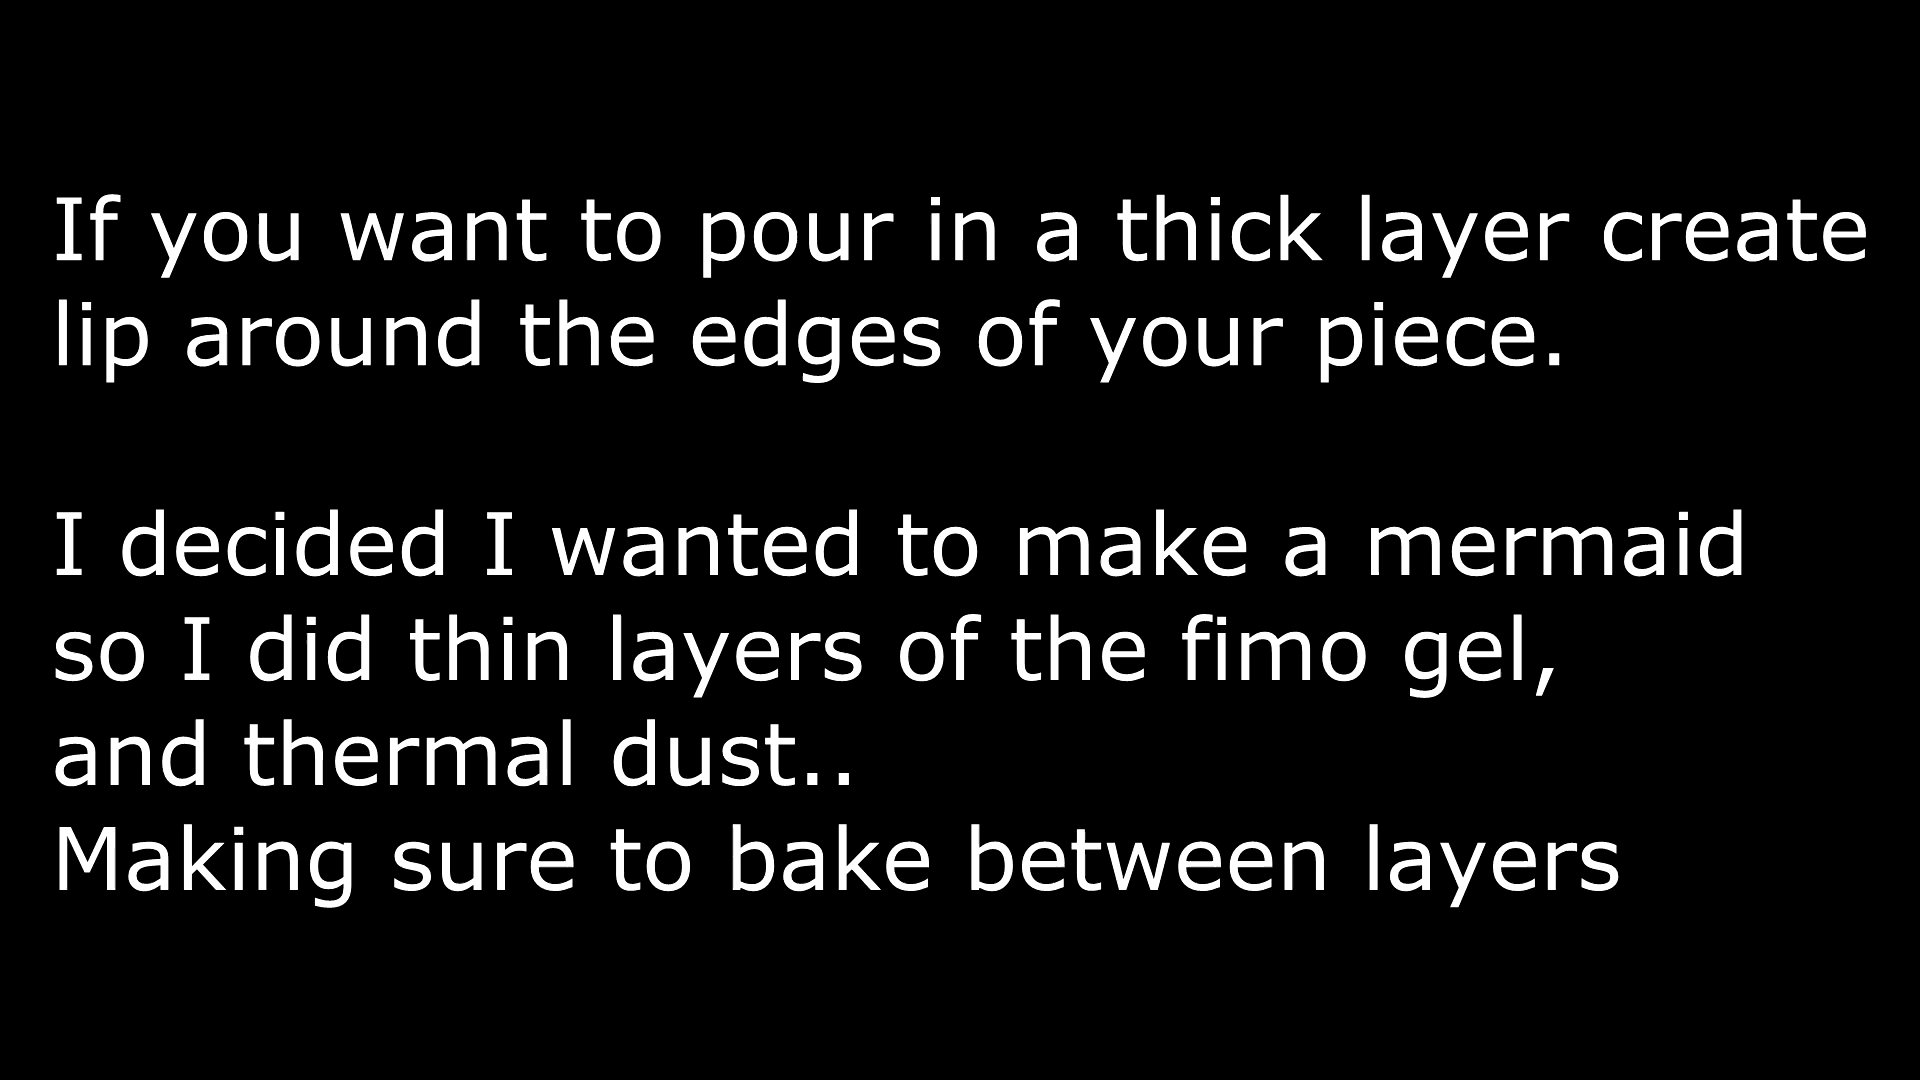 If you want to pour in a thick layer create
lip around the edges of your piece.
I decided I wanted to make a mermaid
so I did thin layers of the fimo gel,
and thermal dust..
Making sure to bake between layers